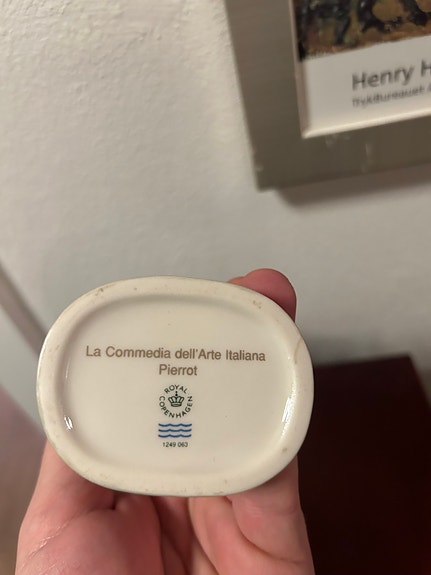 Henry
La Commedia dell'Arte Italiana
Pierrot
ROYAL
COPENHAGEN
1249 063